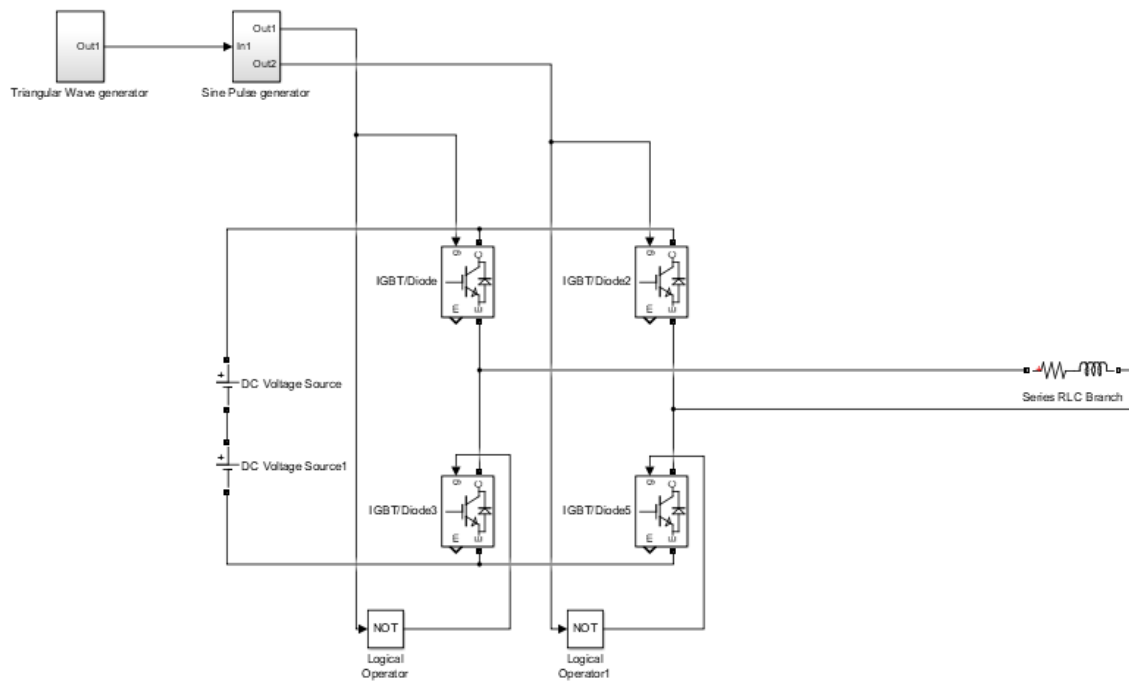 Out1
In1
Out1
Out2
Triangular Wave generator
Sine Pulse generator
g
C
IGBT/Diode
m
E
g
C
IGBT/Diode2
m
E
+
DC Voltage Source
+
Series RLC Branch
+
DC Voltage Source1
g
C
IGBT/Diode3
m
E
g
C
IGBT/Diode5
m
E
NOT
Logical
Operator
NOT
Logical
Operator1